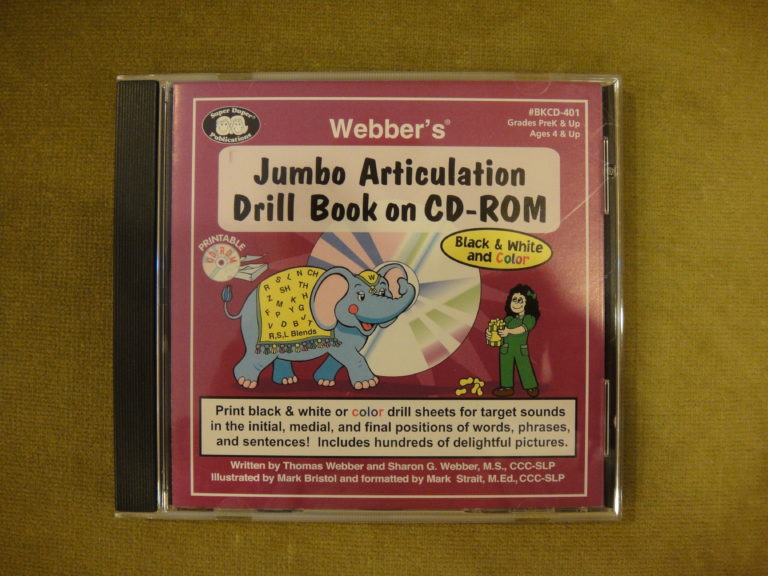 Super Duper®
Publications
#BKCD-401
Grades PreK & Up
Ages 4 & Up
Webber's®
Jumbo Articulation
Drill Book on CD-ROM
Black & White
and Color
PRINTABLE
CD-ROM
W
R S L N CH
Z SH TH
F M K H
P Y G
V D B T J
R,S,L Blends
Print black & white or color drill sheets for target sounds
in the initial, medial, and final positions of words, phrases,
and sentences! Includes hundreds of delightful pictures.
Written by Thomas Webber and Sharon G. Webber, M.S., CCC-SLP
Illustrated by Mark Bristol and formatted by Mark Strait, M.Ed., CCC-SLP